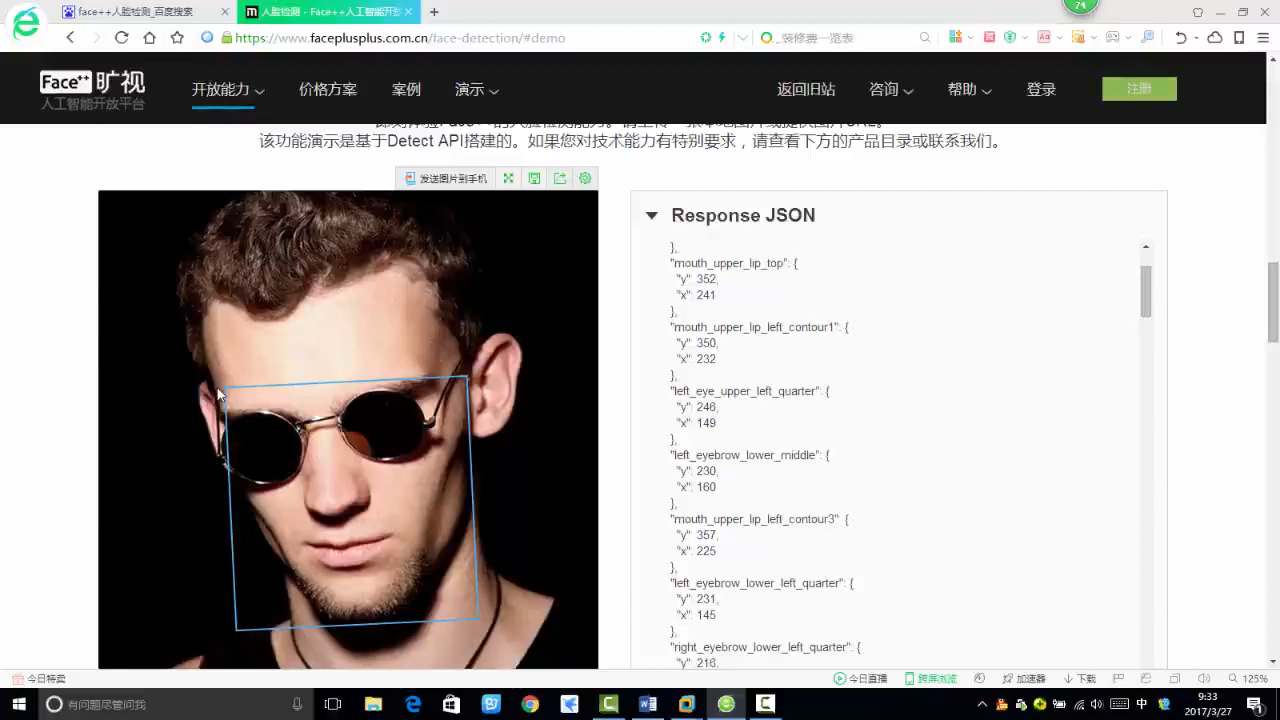 face++人脸检测_百度搜索
人脸检测 - Face++人工智能开放
74
https://www.faceplusplus.com.cn/face-detection/#demo
装修表一览表
Face++ 旷视
人工智能开放平台
开放能力
价格方案
案例
演示
返回旧站
咨询
帮助
登录
注册
该功能演示是基于Detect API搭建的。如果您对技术能力有特别要求，请查看下方的产品目录或联系我们。
发送图片到手机
Response JSON
},
"mouth_upper_lip_top": {
"y": 352,
"x": 241
},
"mouth_upper_lip_left_contour1": {
"y": 350,
"x": 232
},
"left_eye_upper_left_quarter": {
"y": 246,
"x": 149
},
"left_eyebrow_lower_middle": {
"y": 230,
"x": 160
},
"mouth_upper_lip_left_contour3": {
"y": 357,
"x": 225
},
"left_eyebrow_lower_left_quarter": {
"y": 231,
"x": 145
},
"right_eyebrow_lower_left_quarter": {
"y": 216,
今日特卖
今日直播
跨屏浏览
加速器
下载
125%
有问题尽管问我
中
9:33
2017/3/27